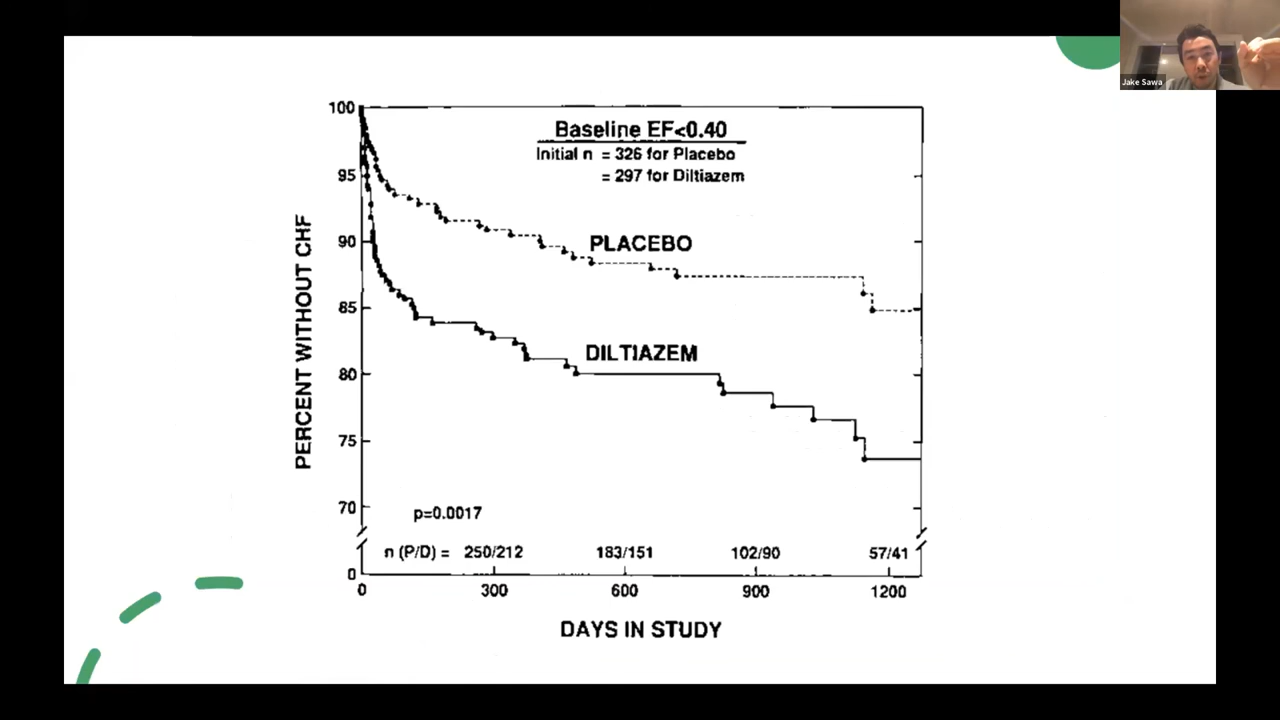 Jake Sawa
100
95
90
85
80
75
70
0
PERCENT WITHOUT CHF
Baseline EF<0.40
Initial n = 326 for Placebo
= 297 for Diltiazem
PLACEBO
DILTIAZEM
p=0.0017
n (P/D) = 250/212 183/151 102/90 57/41
0 300 600 900 1200
DAYS IN STUDY